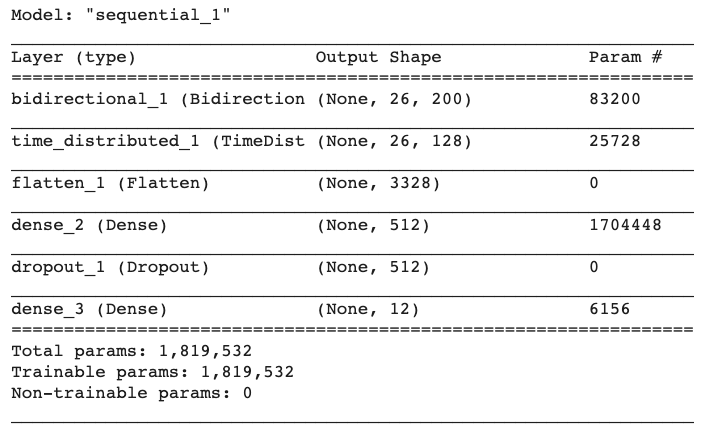 Model: "sequential_1"
Layer (type) Output Shape Param #
=================================================================
bidirectional_1 (Bidirection (None, 26, 200) 83200
time_distributed_1 (TimeDist (None, 26, 128) 25728
flatten_1 (Flatten) (None, 3328) 0
dense_2 (Dense) (None, 512) 1704448
dropout_1 (Dropout) (None, 512) 0
dense_3 (Dense) (None, 12) 6156
=================================================================
Total params: 1,819,532
Trainable params: 1,819,532
Non-trainable params: 0